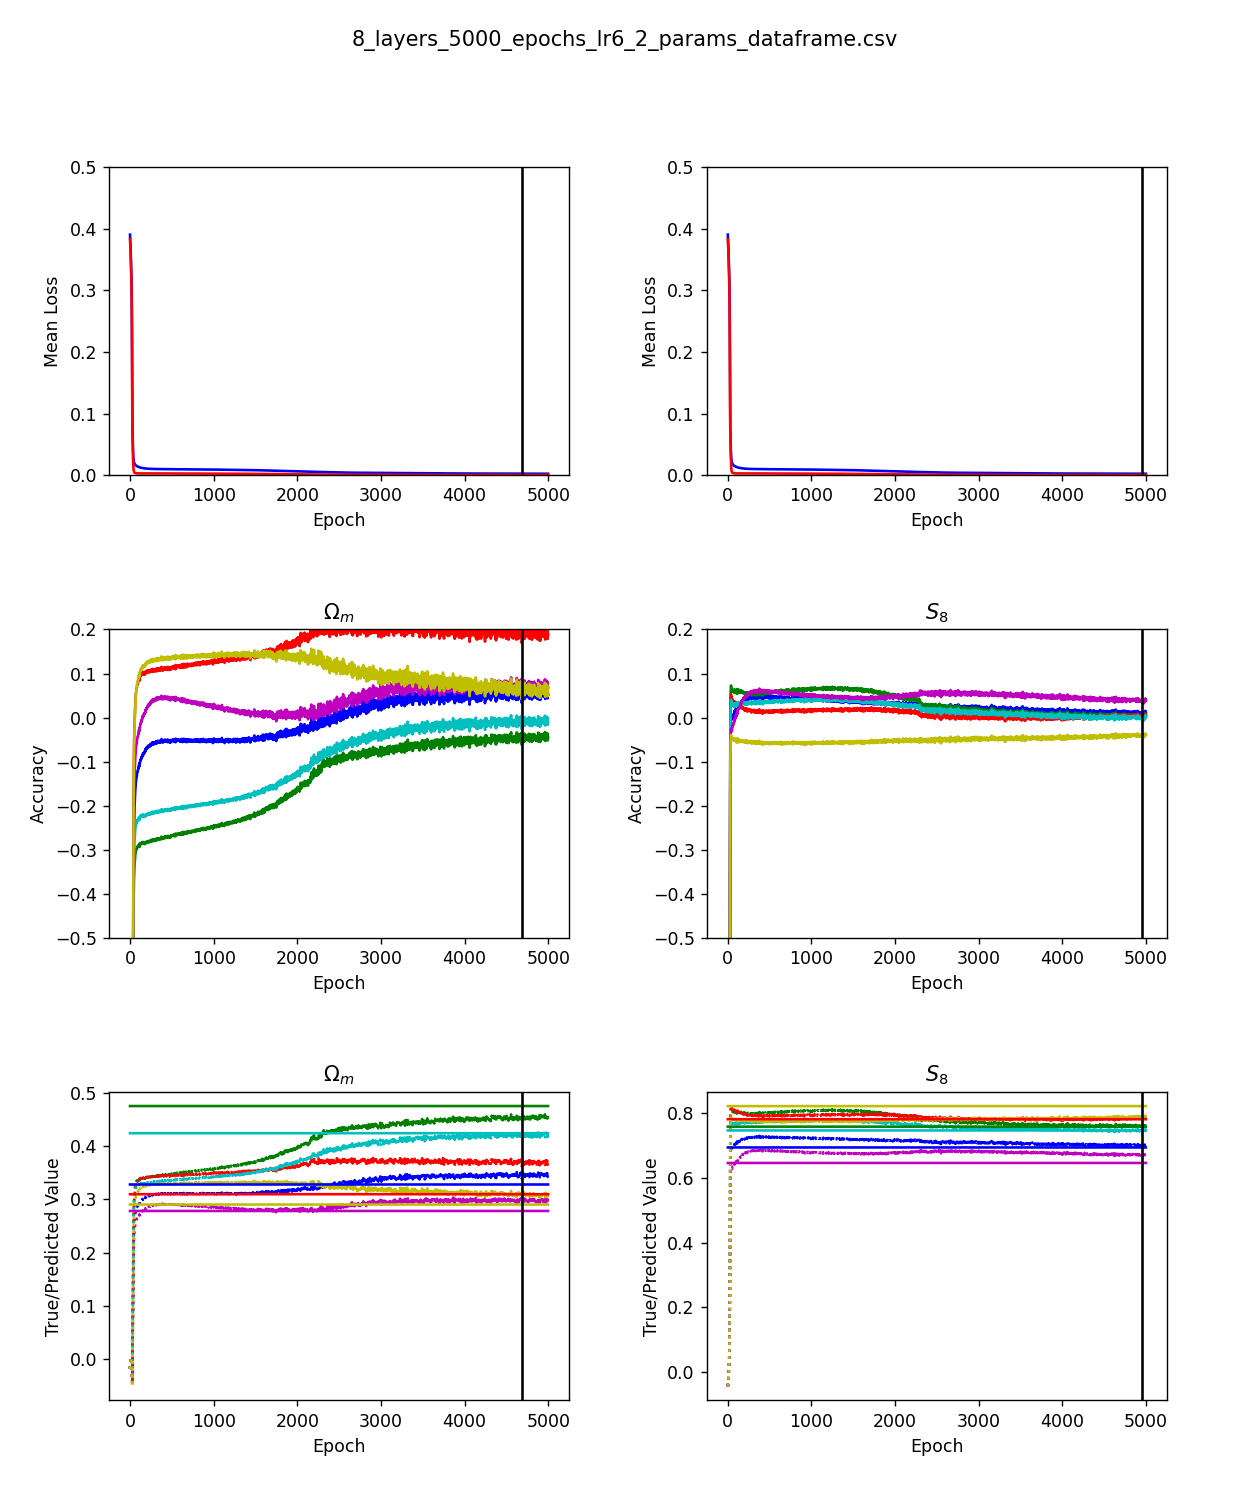 8_layers_5000_epochs_lr6_2_params_dataframe.csv
0.5
0.4
0.3
0.2
0.1
0.0
Mean Loss
0 1000 2000 3000 4000 5000
Epoch
0.5
0.4
0.3
0.2
0.1
0.0
Mean Loss
0 1000 2000 3000 4000 5000
Epoch
Ωm
0.2
0.1
0.0
−0.1
−0.2
−0.3
−0.4
−0.5
Accuracy
0 1000 2000 3000 4000 5000
Epoch
S8
0.2
0.1
0.0
−0.1
−0.2
−0.3
−0.4
−0.5
Accuracy
0 1000 2000 3000 4000 5000
Epoch
Ωm
0.5
0.4
0.3
0.2
0.1
0.0
True/Predicted Value
0 1000 2000 3000 4000 5000
Epoch
S8
0.8
0.6
0.4
0.2
0.0
True/Predicted Value
0 1000 2000 3000 4000 5000
Epoch